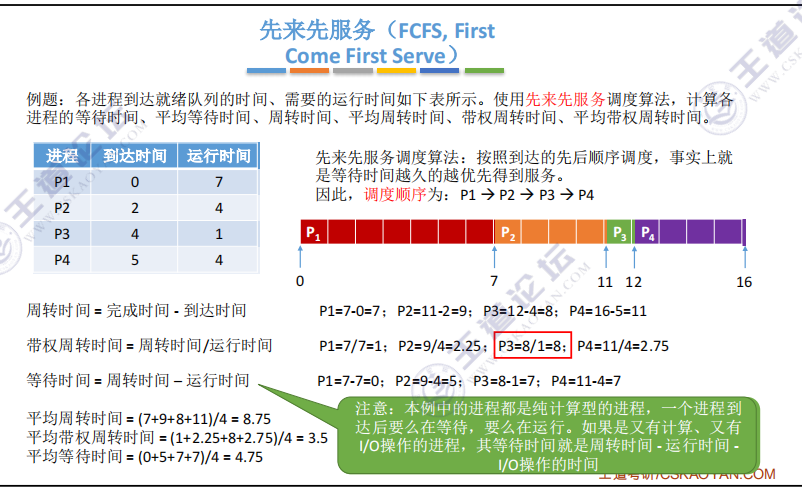 先来先服务（FCFS, First
Come First Serve）
例题：各进程到达就绪队列的时间、需要的运行时间如下表所示。使用先来先服务调度算法，计算各
进程的等待时间、平均等待时间、周转时间、平均周转时间、带权周转时间、平均带权周转时间。
进程 到达时间 运行时间
P1 0 7
P2 2 4
P3 4 1
P4 5 4
先来先服务调度算法：按照到达的先后顺序调度，事实上就
是等待时间越久的越优先得到服务。
因此，调度顺序为：P1 → P2 → P3 → P4
P1 P2 P3 P4
0 7 11 12 16
周转时间 = 完成时间 - 到达时间
P1=7-0=7；P2=11-2=9；P3=12-4=8；P4=16-5=11
带权周转时间 = 周转时间/运行时间
P1=7/7=1；P2=9/4=2.25；P3=8/1=8；P4=11/4=2.75
等待时间 = 周转时间 – 运行时间
P1=7-7=0；P2=9-4=5；P3=8-1=7；P4=11-4=7
平均周转时间 = (7+9+8+11)/4 = 8.75
平均带权周转时间 = (1+2.25+8+2.75)/4 = 3.5
平均等待时间 = (0+5+7+7)/4 = 4.75
注意：本例中的进程都是纯计算型的进程，一个进程到
达后要么在等待，要么在运行。如果是又有计算、又有
I/O操作的进程，其等待时间就是周转时间 - 运行时间 -
I/O操作的时间
王道考研/CSKAOYAN.COM
王道论坛
WWW.CSKAOYAN.COM